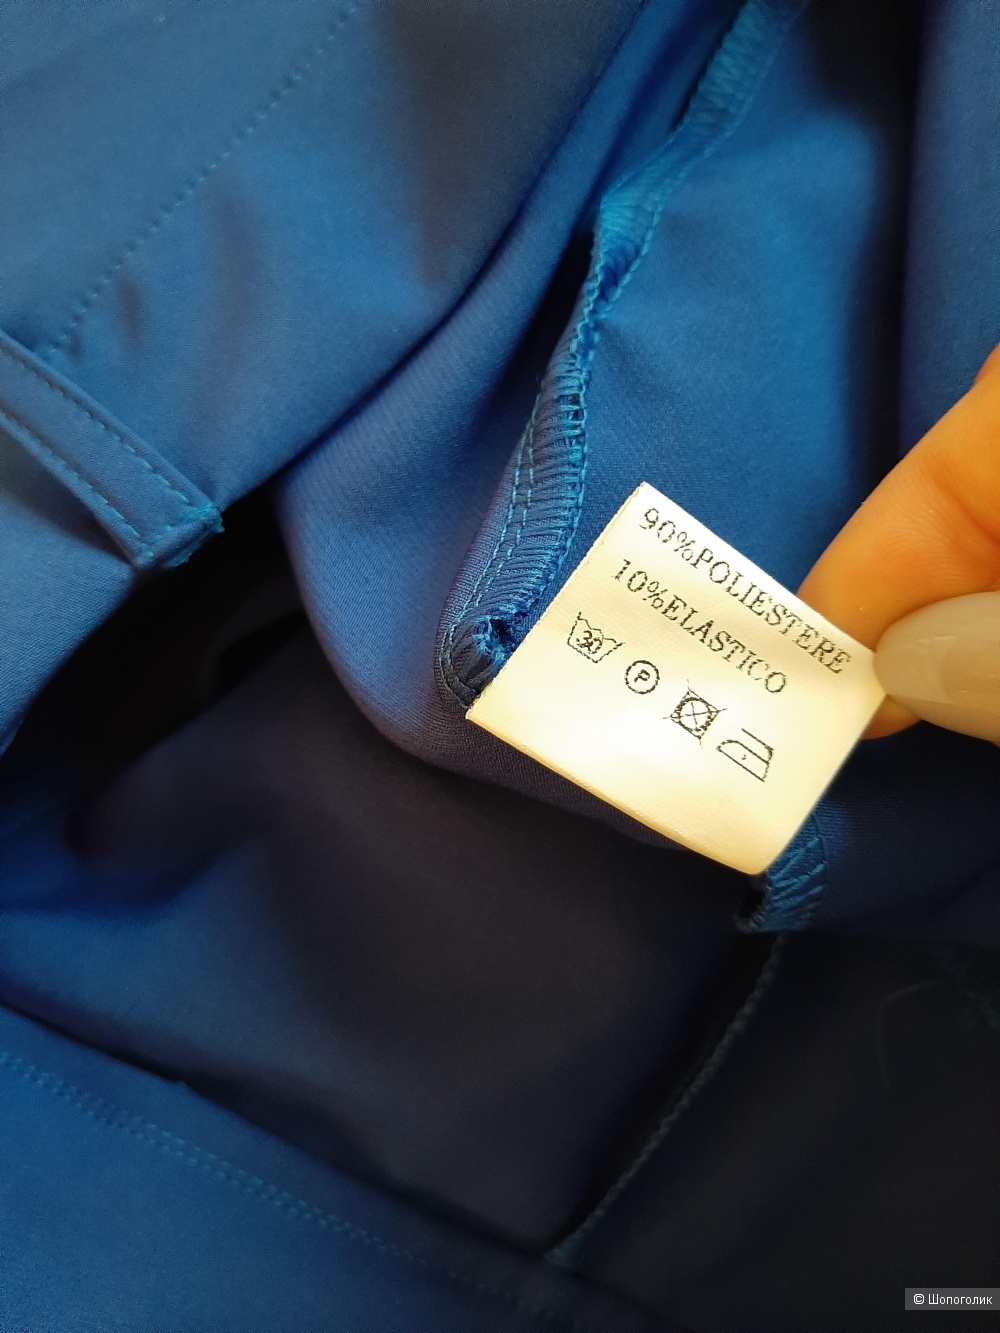 90%POLIESTERE
10%ELASTICO
30
P
© Шопоголик